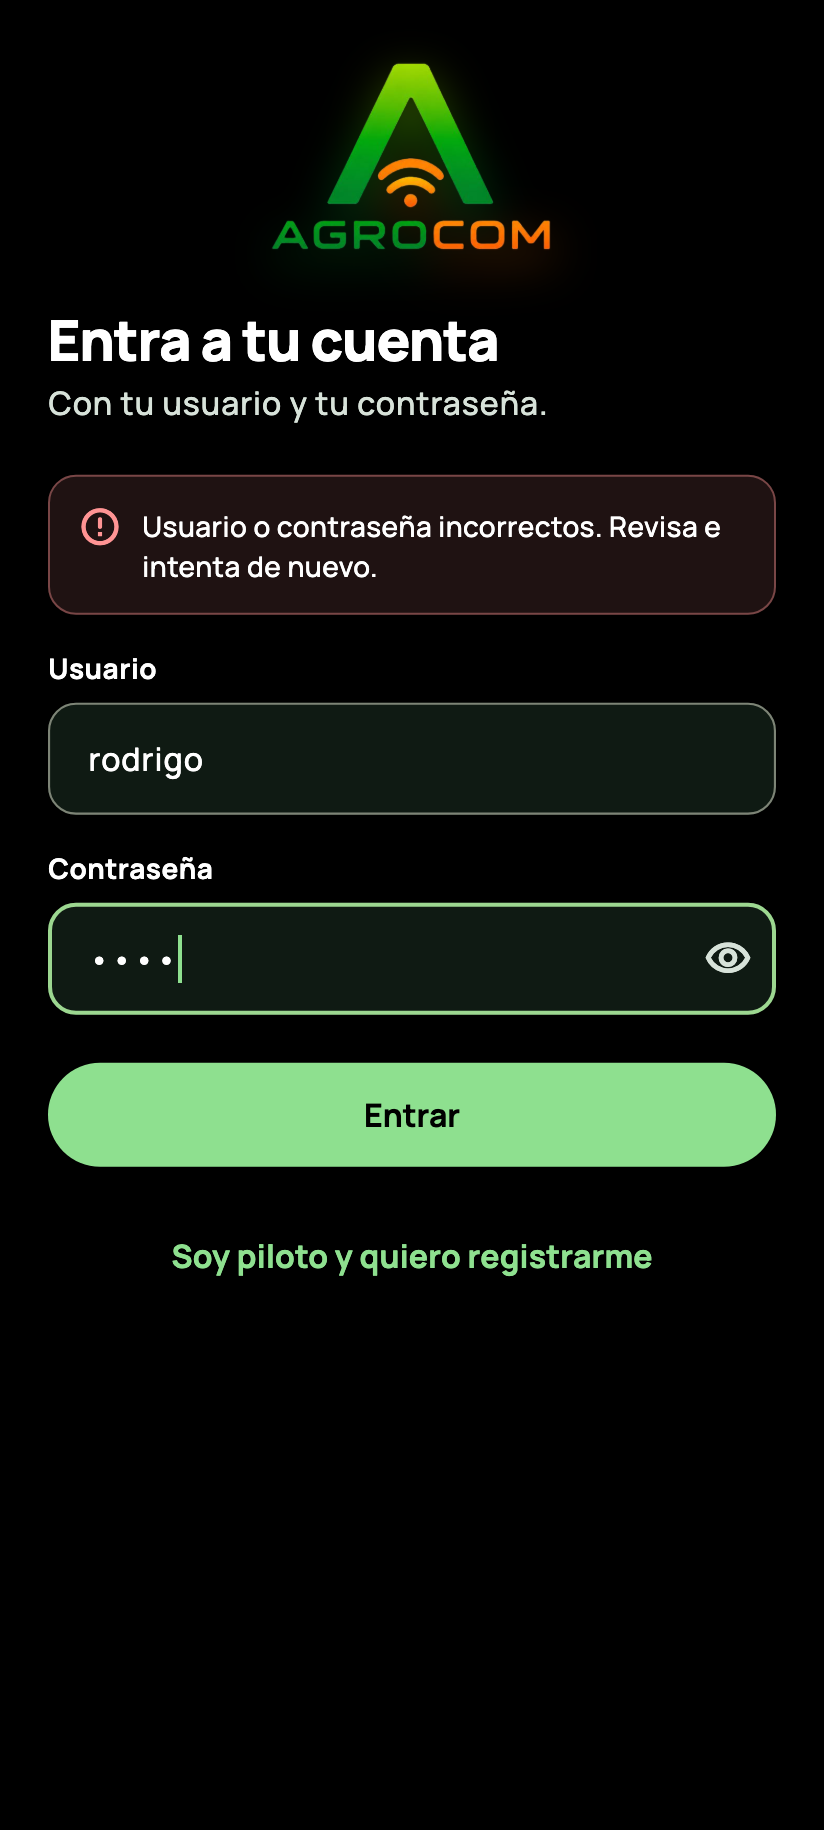 AGROCOM
Entra a tu cuenta
Con tu usuario y tu contraseña.
Usuario o contraseña incorrectos. Revisa e
intenta de nuevo.
Usuario
rodrigo
Contraseña
••••
Entrar
Soy piloto y quiero registrarme